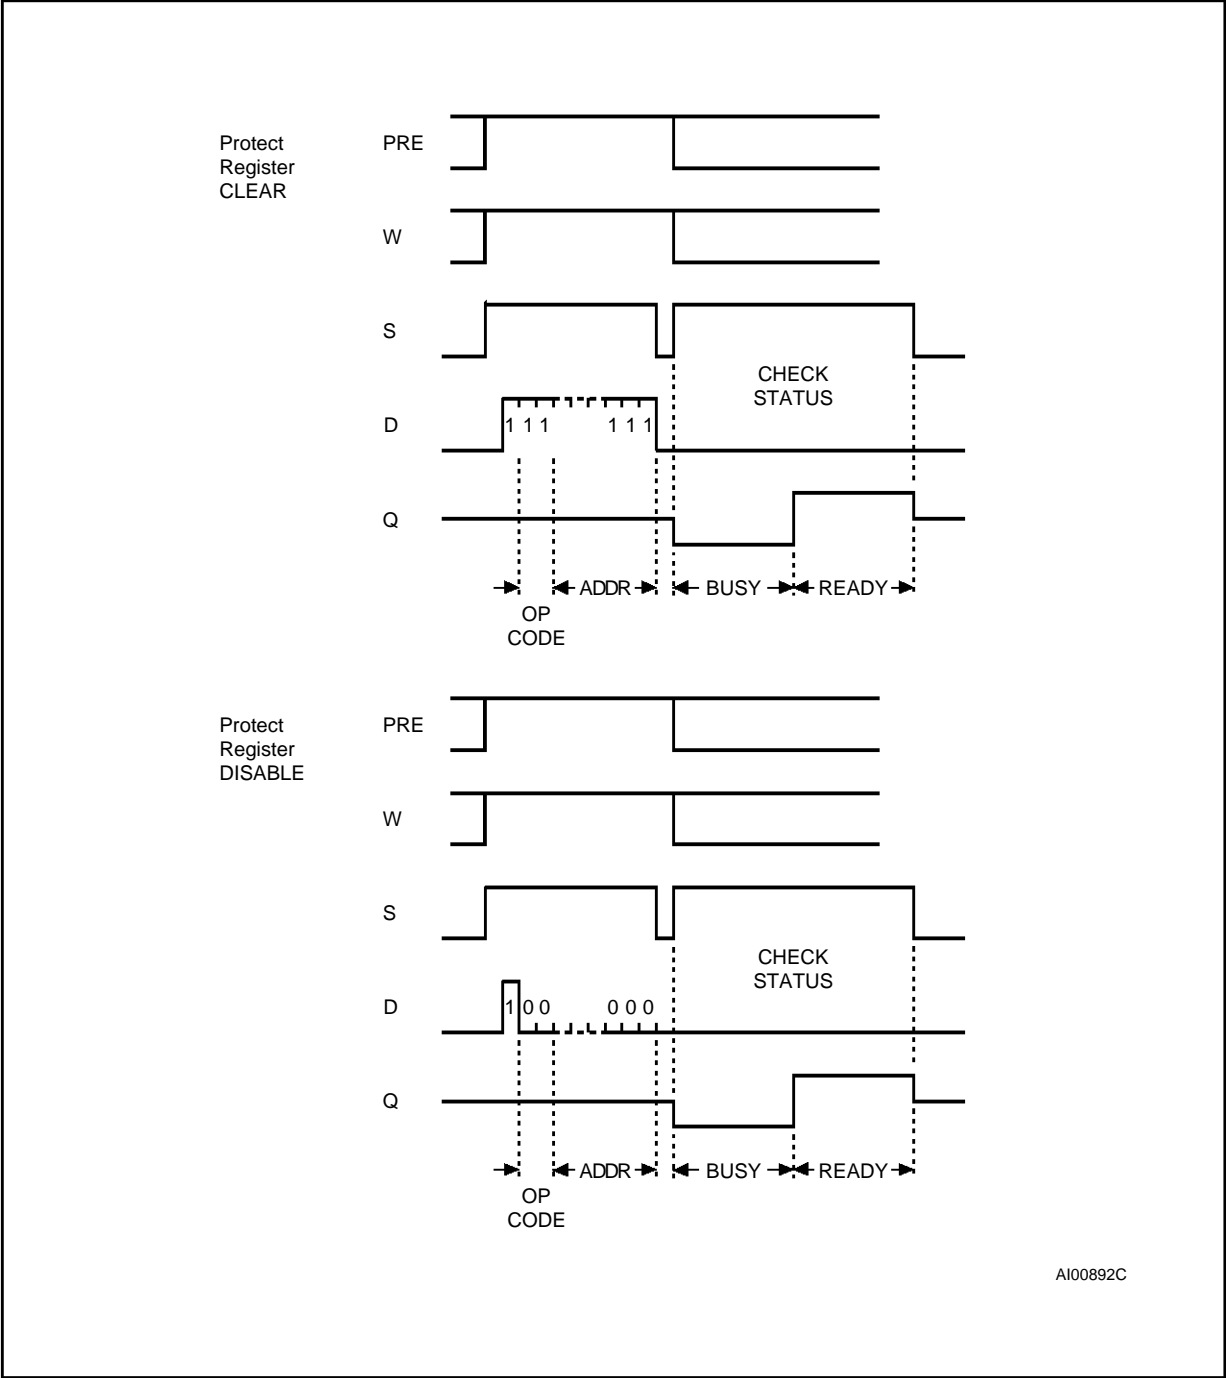 Protect
Register
CLEAR
PRE
W
S
CHECK
STATUS
D
1 1 1 1 1 1
Q
ADDR BUSY READY
OP
CODE
Protect
Register
DISABLE
PRE
W
S
CHECK
STATUS
D
1 0 0 0 0 0
Q
ADDR BUSY READY
OP
CODE
AI00892C